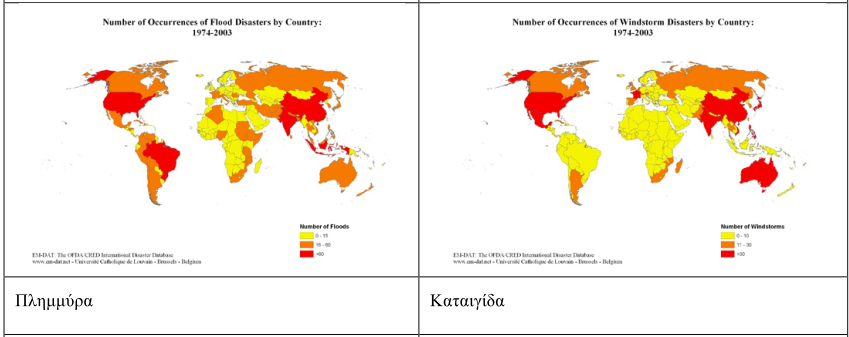 Number of Occurrences of Flood Disasters by Country:
1974-2003
Number of Floods
0 - 15
16 - 60
>60
EM-DAT: The OFDA CRED International Disaster Database
www.em-dat.net - Université Catholique de Louvain - Brussels - Belgium
Πλημμύρα
Number of Occurrences of Windstorm Disasters by Country:
1974-2003
Number of Windstorms
0 - 10
11 - 30
>30
EM-DAT: The OFDA CRED International Disaster Database
www.em-dat.net - Université Catholique de Louvain - Brussels - Belgium
Καταιγίδα